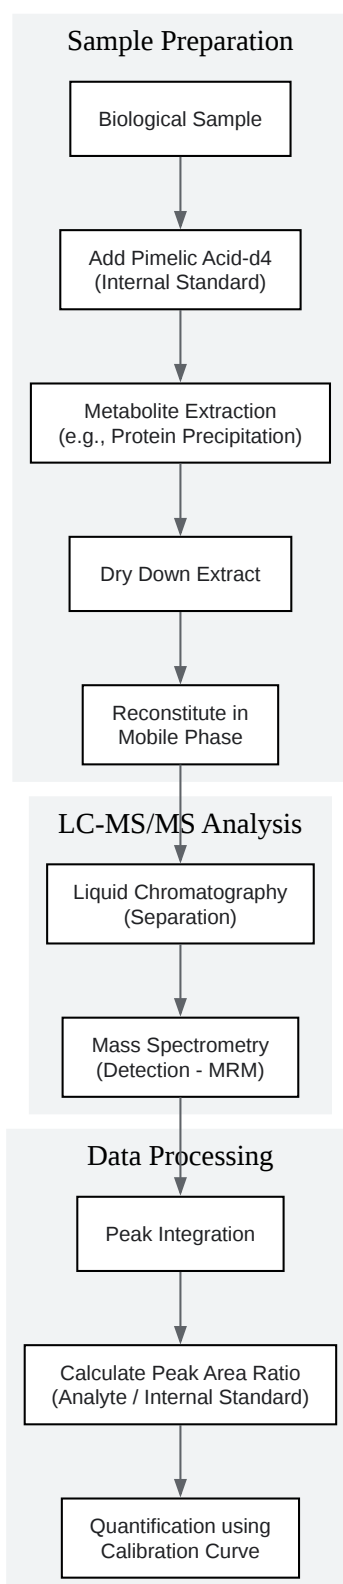 Sample Preparation
Biological Sample
Add Pimelic Acid-d4
(Internal Standard)
Metabolite Extraction
(e.g., Protein Precipitation)
Dry Down Extract
Reconstitute in
Mobile Phase
LC-MS/MS Analysis
Liquid Chromatography
(Separation)
Mass Spectrometry
(Detection - MRM)
Data Processing
Peak Integration
Calculate Peak Area Ratio
(Analyte / Internal Standard)
Quantification using
Calibration Curve